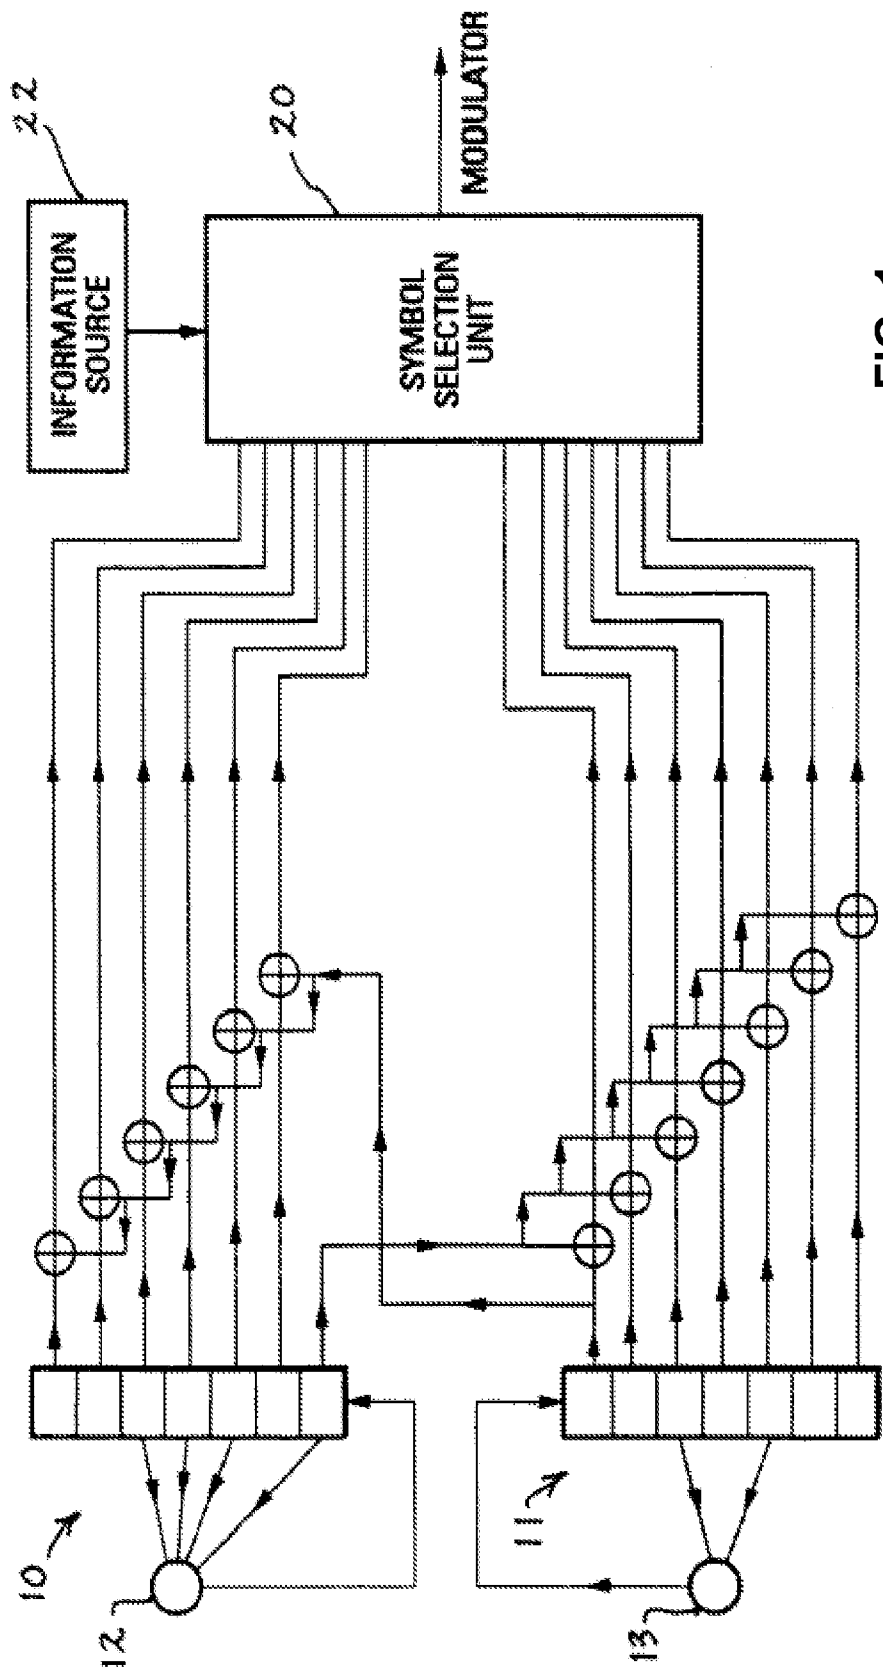 22
INFORMATION
SOURCE
20
SYMBOL
SELECTION
UNIT
MODULATOR
10
12
11
13